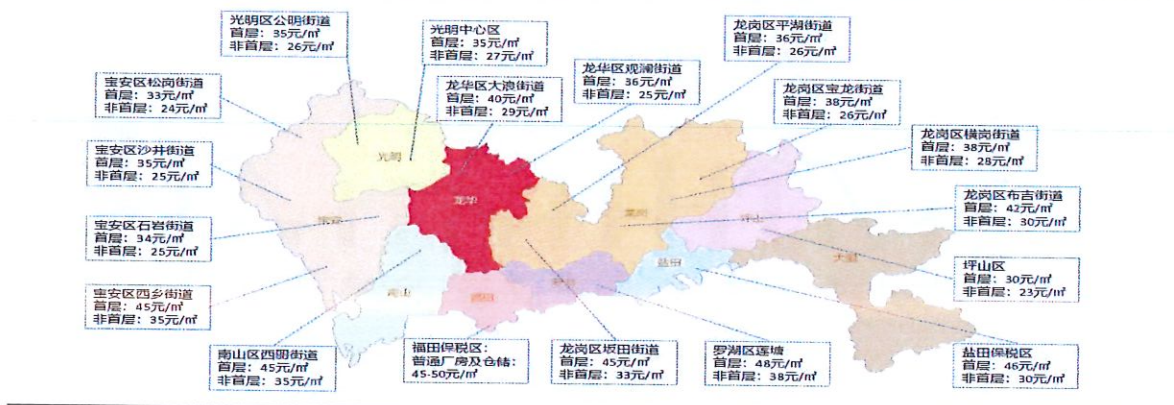 光明区公明街道
首层：35元/㎡
非首层：26元/㎡
光明中心区
首层：35元/㎡
非首层：27元/㎡
龙岗区平湖街道
首层：36元/㎡
非首层：26元/㎡
宝安区松岗街道
首层：33元/㎡
非首层：24元/㎡
龙华区大浪街道
首层：40元/㎡
非首层：29元/㎡
龙华区观澜街道
首层：36元/㎡
非首层：25元/㎡
龙岗区宝龙街道
首层：38元/㎡
非首层：26元/㎡
龙岗区横岗街道
首层：38元/㎡
非首层：28元/㎡
宝安区沙井街道
首层：35元/㎡
非首层：25元/㎡
光明
龙华
龙岗区布吉街道
首层：42元/㎡
非首层：30元/㎡
宝安区石岩街道
首层：34元/㎡
非首层：25元/㎡
坪山区
首层：30元/㎡
非首层：23元/㎡
盐田
宝安区西乡街道
首层：45元/㎡
非首层：35元/㎡
南山
南山区西丽街道
首层：45元/㎡
非首层：35元/㎡
福田保税区：
普通厂房及仓储：
45-50元/㎡
龙岗区坂田街道
首层：45元/㎡
非首层：33元/㎡
罗湖区莲塘
首层：48元/㎡
非首层：38元/㎡
盐田保税区
首层：46元/㎡
非首层：30元/㎡